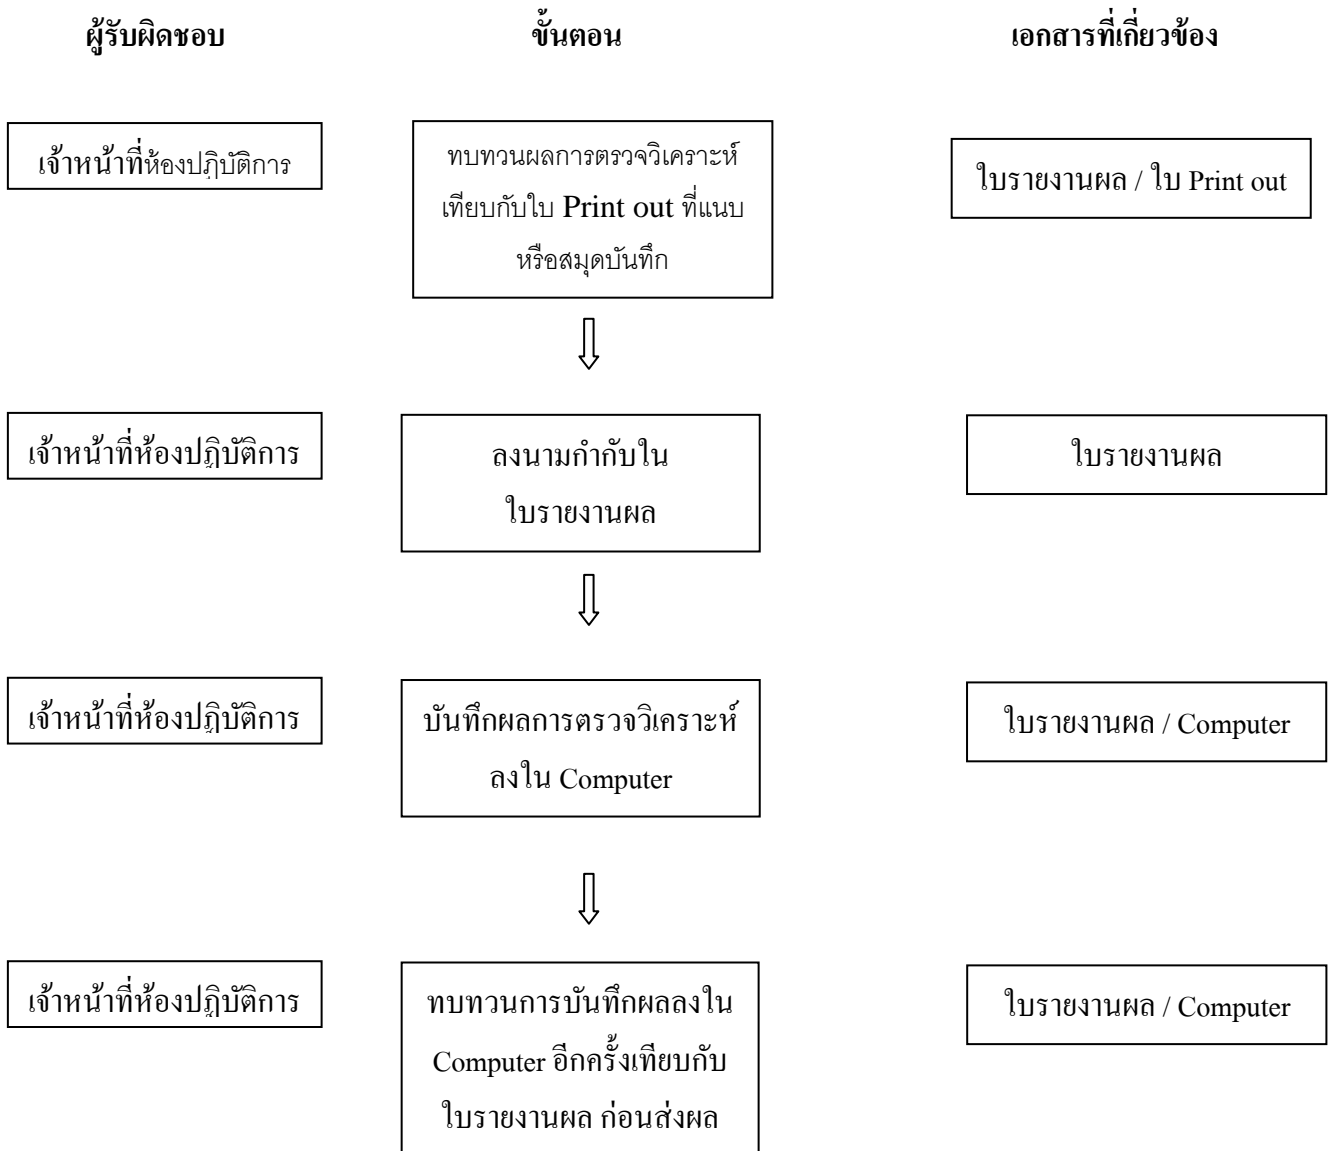 ผู้รับผิดชอบ ขั้นตอน เอกสารที่เกี่ยวข้อง
เจ้าหน้าที่ห้องปฏิบัติการ
ทบทวนผลการตรวจวิเคราะห์
เทียบกับใบ Print out ที่แนบ
หรือสมุดบันทึก
ใบรายงานผล / ใบ Print out
เจ้าหน้าที่ห้องปฏิบัติการ
ลงนามกำกับใน
ใบรายงานผล
ใบรายงานผล
เจ้าหน้าที่ห้องปฏิบัติการ
บันทึกผลการตรวจวิเคราะห์
ลงใน Computer
ใบรายงานผล / Computer
เจ้าหน้าที่ห้องปฏิบัติการ
ทบทวนการบันทึกผลลงใน
Computer อีกครั้งเทียบกับ
ใบรายงานผล ก่อนส่งผล
ใบรายงานผล / Computer